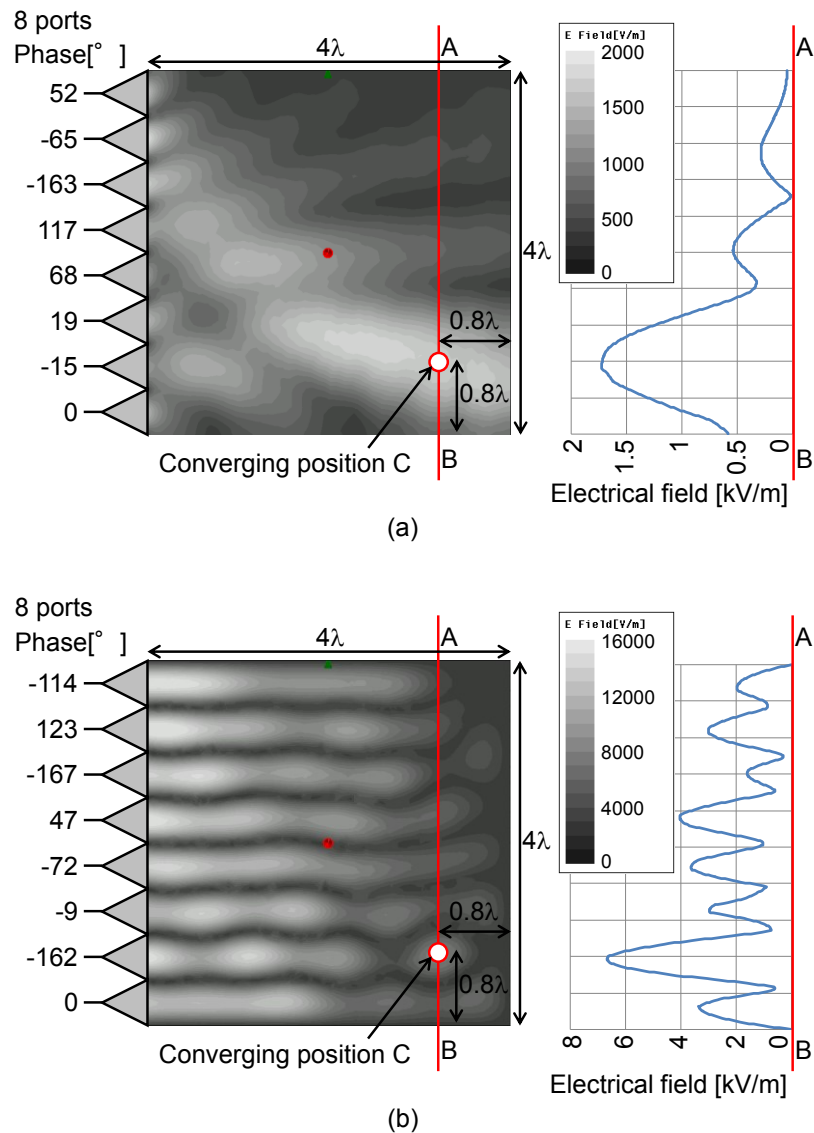 8 ports
Phase[° ]
52
-65
-163
117
68
19
-15
0
4λ
A
4λ
0.8λ
0.8λ
Converging position C
B
E Field[V/m]
2000
1500
1000
500
0
A
2
1.5
1
0.5
0
B
Electrical field [kV/m]
(a)
8 ports
Phase[° ]
-114
123
-167
47
-72
-9
-162
0
4λ
A
4λ
0.8λ
0.8λ
Converging position C
B
E Field[V/m]
16000
12000
8000
4000
0
A
8
6
4
2
0
B
Electrical field [kV/m]
(b)